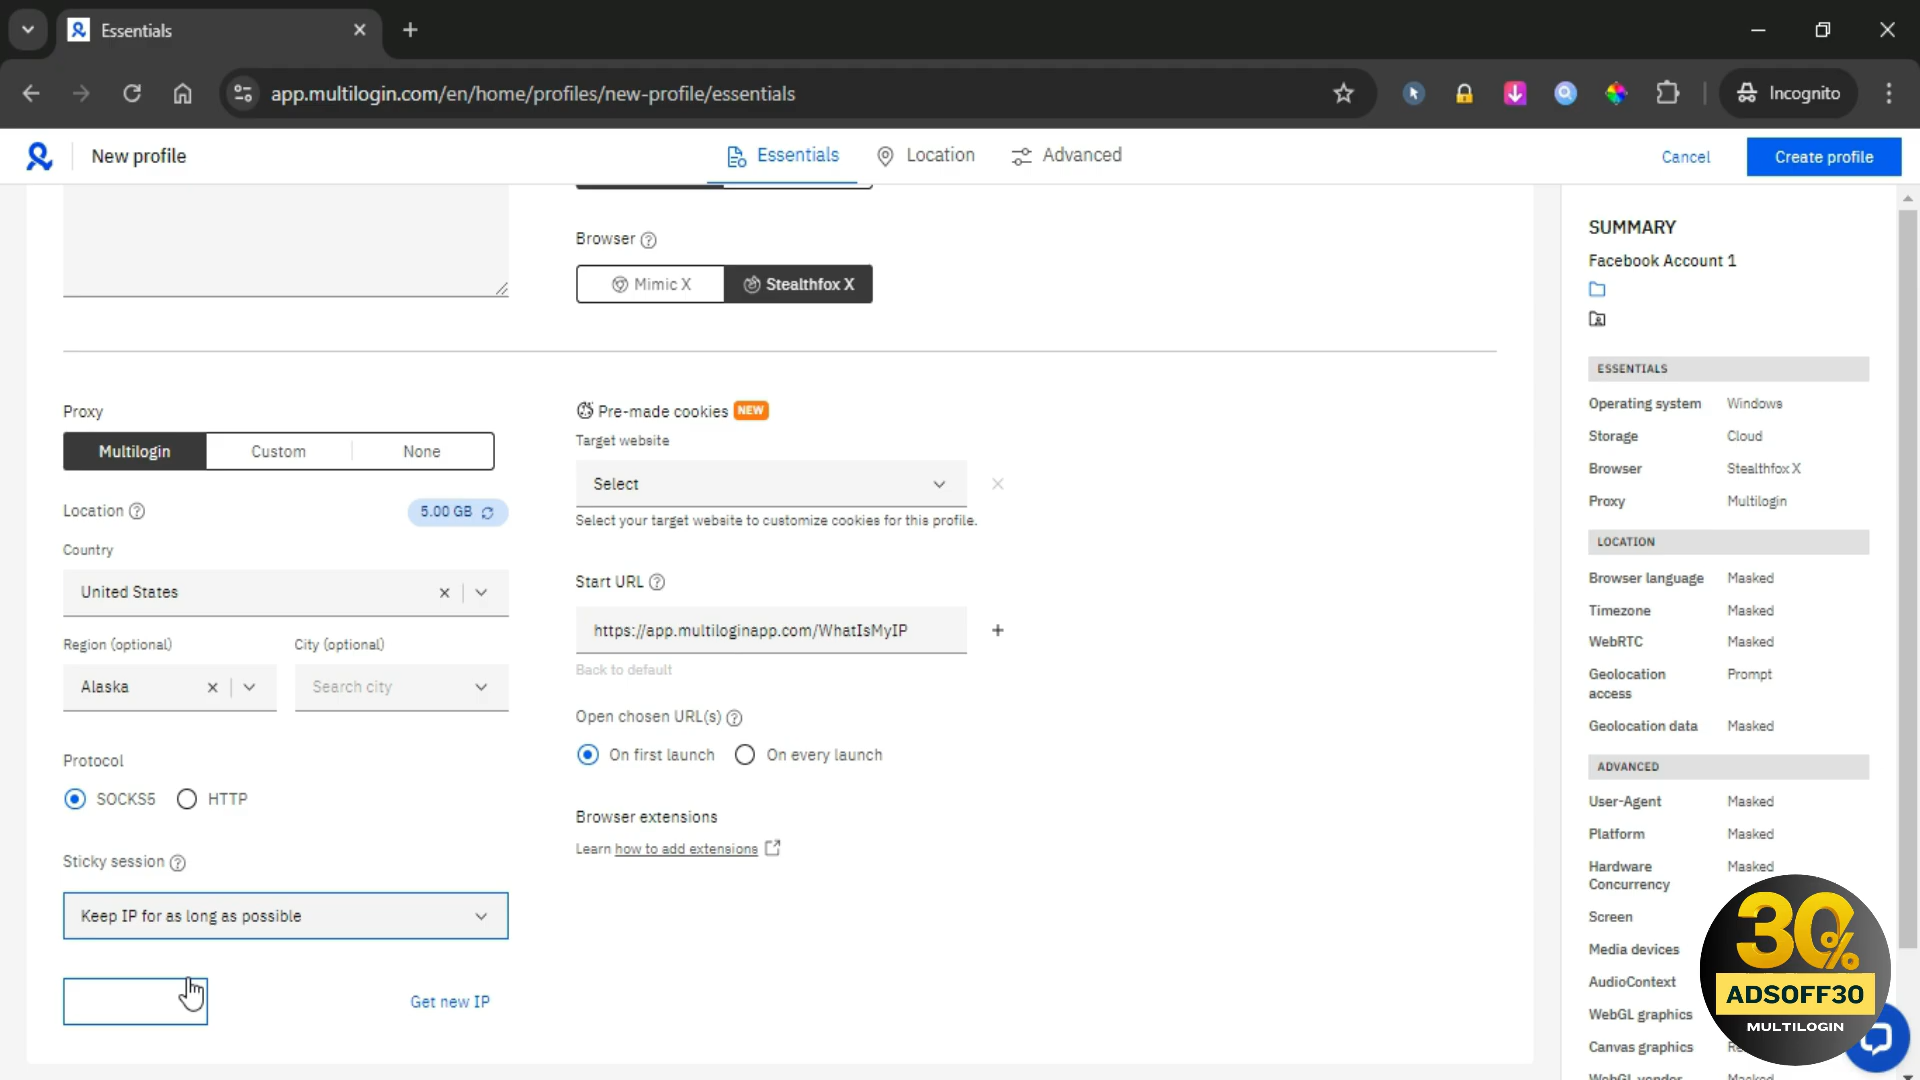 Essentials
app.multilogin.com/en/home/profiles/new-profile/essentials
Incognito
New profile
Essentials
Location
Advanced
Cancel
Create profile
Browser
Mimic X
Stealthfox X
Proxy
Multilogin
Custom
None
Location
5.00 GB
Country
United States
Region (optional)
City (optional)
Alaska
Search city
Protocol
SOCKS5
HTTP
Sticky session
Keep IP for as long as possible
Get new IP
Pre-made cookies NEW
Target website
Select
Select your target website to customize cookies for this profile.
Start URL
https://app.multiloginapp.com/WhatIsMyIP
Back to default
Open chosen URL(s)
On first launch
On every launch
Browser extensions
Learn how to add extensions
SUMMARY
Facebook Account 1
ESSENTIALS
Operating system Windows
Storage Cloud
Browser Stealthfox X
Proxy Multilogin
LOCATION
Browser language Masked
Timezone Masked
WebRTC Masked
Geolocation access Prompt
Geolocation data Masked
ADVANCED
User-Agent Masked
Platform Masked
Hardware Concurrency Masked
Screen
Media devices
AudioContext
WebGL graphics
Canvas graphics
30%
ADSOFF30
MULTILOGIN